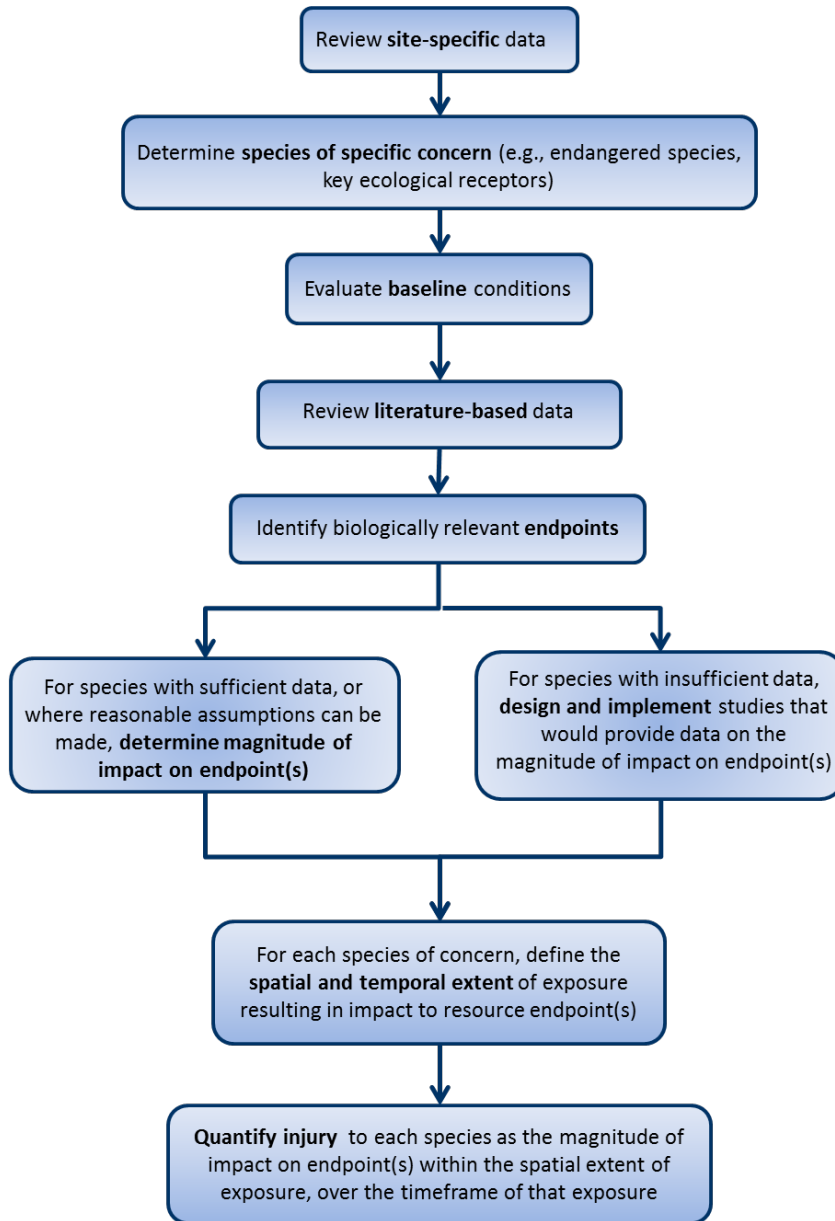 Review site-specific data
Determine species of specific concern (e.g., endangered species,
key ecological receptors)
Evaluate baseline conditions
Review literature-based data
Identify biologically relevant endpoints
For species with sufficient data, or
where reasonable assumptions can be
made, determine magnitude of
impact on endpoint(s)
For species with insufficient data,
design and implement studies that
would provide data on the
magnitude of impact on endpoint(s)
For each species of concern, define the
spatial and temporal extent of exposure
resulting in impact to resource endpoint(s)
Quantify injury to each species as the magnitude of
impact on endpoint(s) within the spatial extent of
exposure, over the timeframe of that exposure